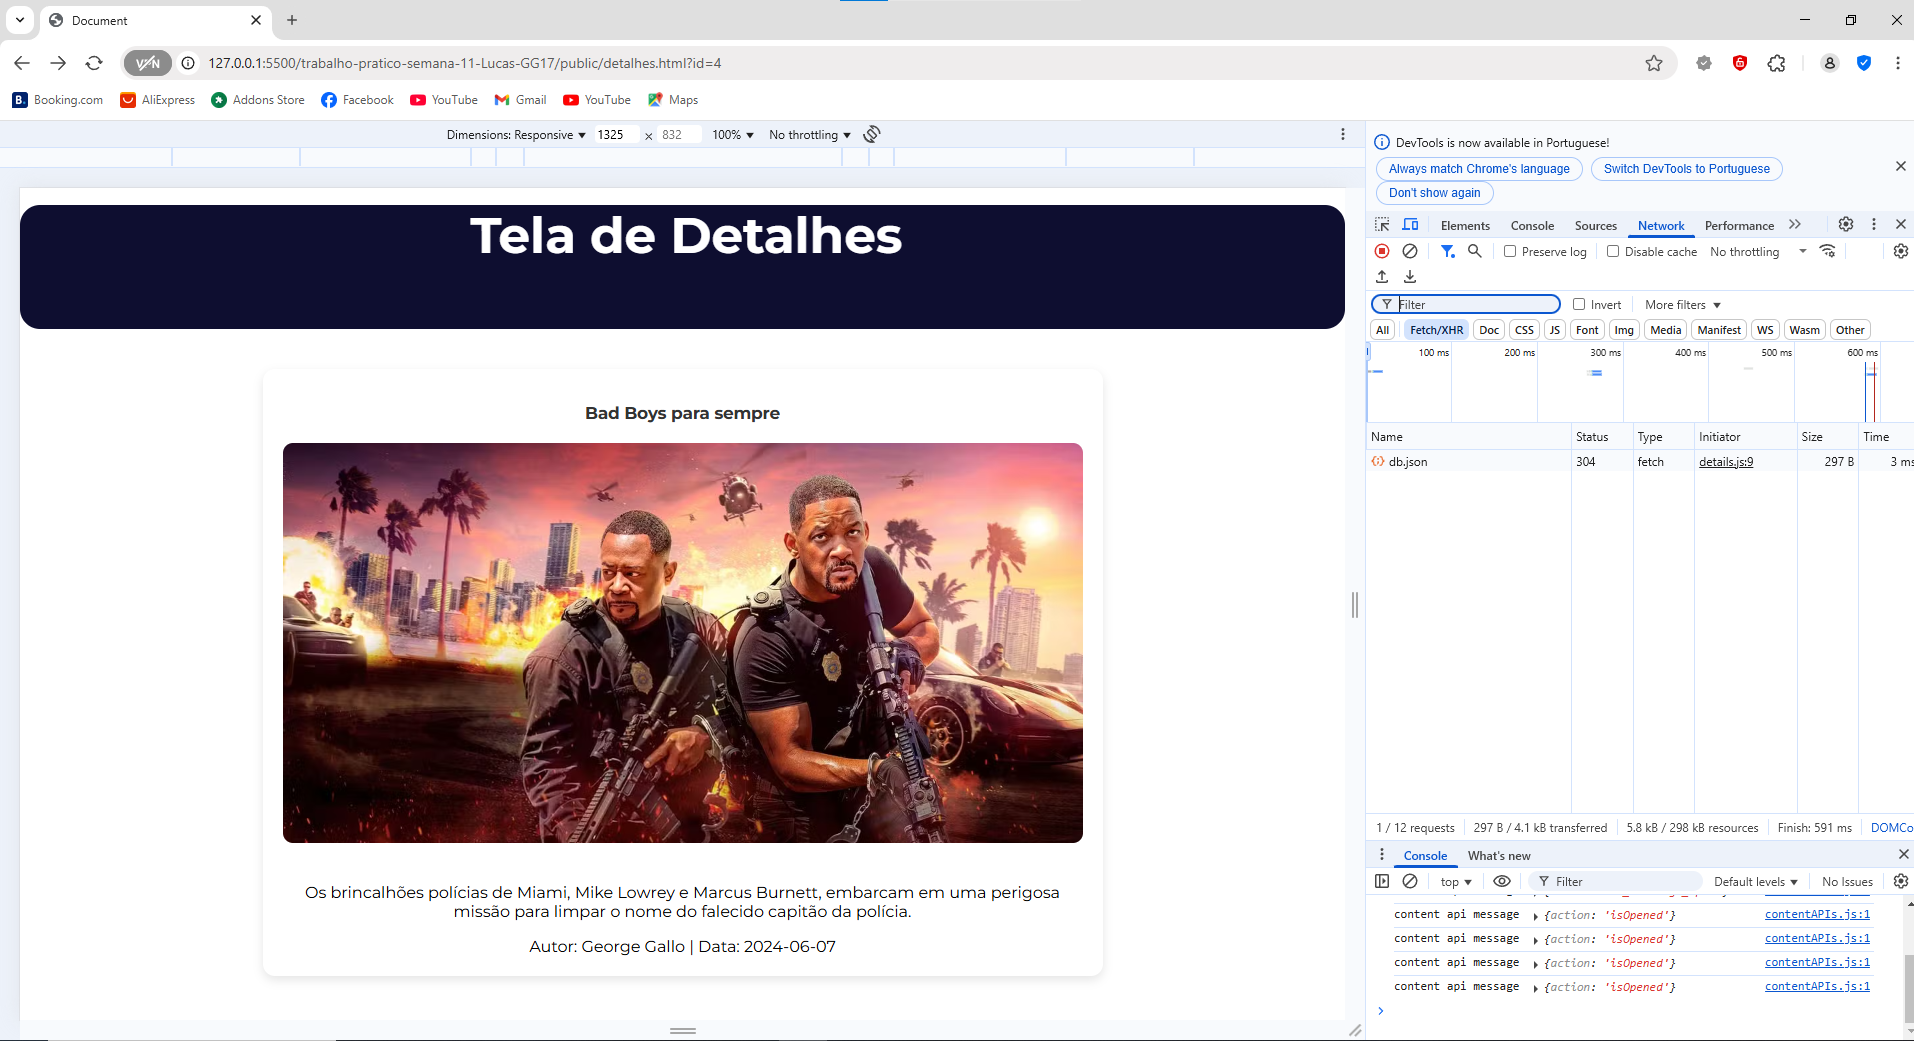 Document
VPN
127.0.0.1:5500/trabalho-pratico-semana-11-Lucas-GG17/public/detalhes.html?id=4
B. Booking.com AliExpress Addons Store Facebook YouTube Gmail YouTube Maps
Dimensions: Responsive 1325 × 832 100% No throttling
Tela de Detalhes
Bad Boys para sempre
Os brincalhões polícias de Miami, Mike Lowrey e Marcus Burnett, embarcam em uma perigosa
missão para limpar o nome do falecido capitão da polícia.
Autor: George Gallo | Data: 2024-06-07
DevTools is now available in Portuguese!
Always match Chrome's language Switch DevTools to Portuguese
Don't show again
Elements Console Sources Network Performance
Preserve log Disable cache No throttling
Filter Invert More filters
All Fetch/XHR Doc CSS JS Font Img Media Manifest WS Wasm Other
100 ms 200 ms 300 ms 400 ms 500 ms 600 ms
Name Status Type Initiator Size Time
db.json 304 fetch details.js:9 297 B 3 ms
1 / 12 requests 297 B / 4.1 kB transferred 5.8 kB / 298 kB resources Finish: 591 ms DOMCo
Console What's new
top Filter Default levels No Issues
content api message {action: 'isOpened'} contentAPIs.js:1
content api message {action: 'isOpened'} contentAPIs.js:1
content api message {action: 'isOpened'} contentAPIs.js:1
content api message {action: 'isOpened'} contentAPIs.js:1